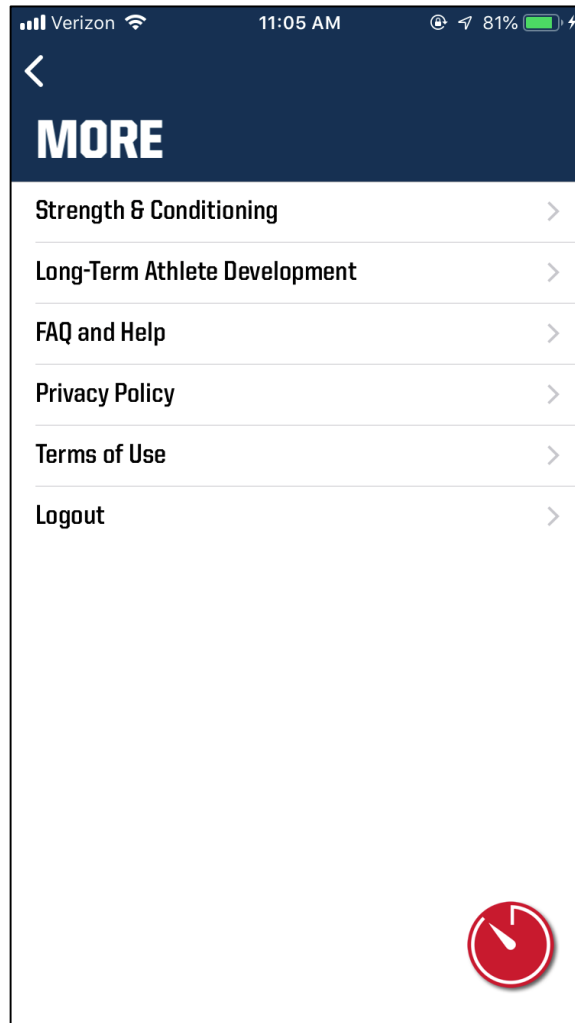 Verizon 11:05 AM 81%
MORE
Strength & Conditioning
Long-Term Athlete Development
FAQ and Help
Privacy Policy
Terms of Use
Logout